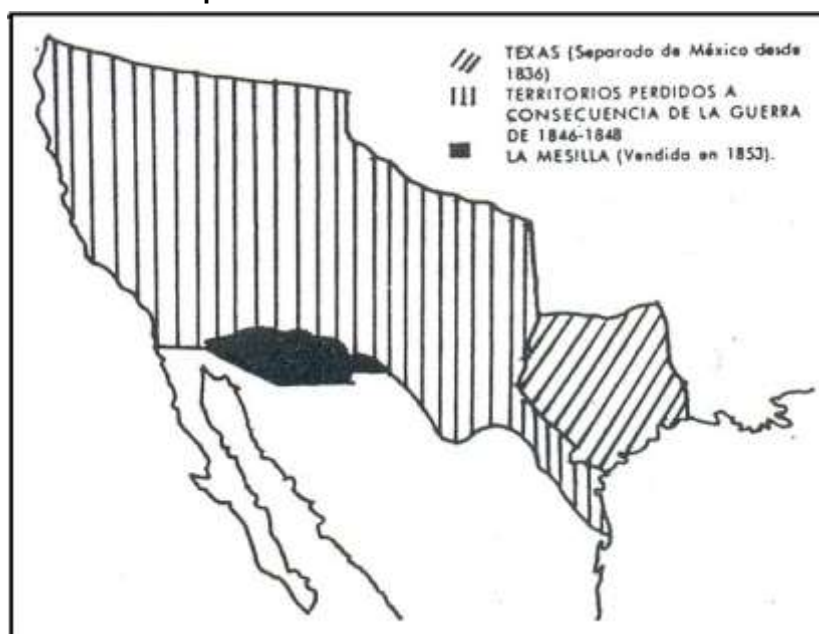 TEXAS (Separado de México desde
1836)
TERRITORIOS PERDIDOS A
CONSECUENCIA DE LA GUERRA
DE 1846-1848
LA MESILLA (Vendida en 1853).